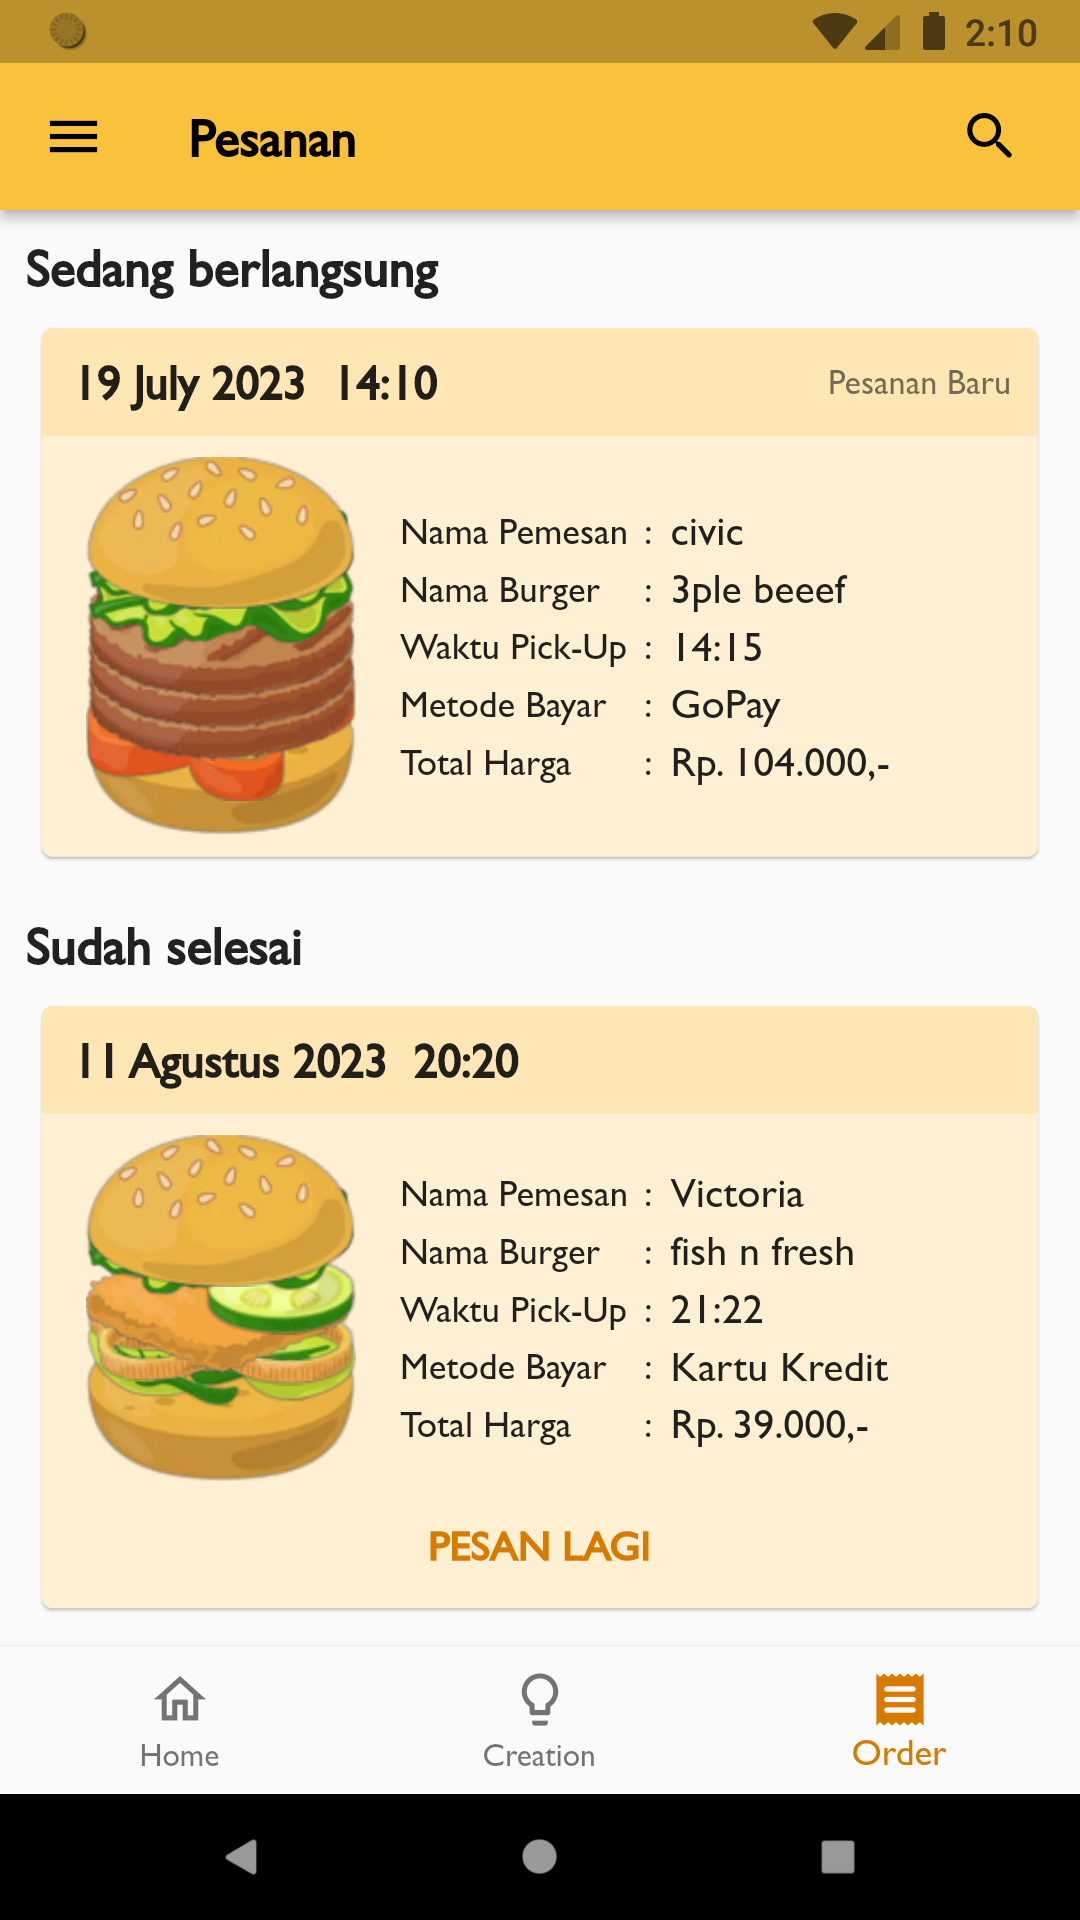 2:10
Pesanan
Sedang berlangsung
19 July 2023 14:10 Pesanan Baru
Nama Pemesan : civic
Nama Burger : 3ple beeef
Waktu Pick-Up : 14:15
Metode Bayar : GoPay
Total Harga : Rp. 104.000,-
Sudah selesai
11 Agustus 2023 20:20
Nama Pemesan : Victoria
Nama Burger : fish n fresh
Waktu Pick-Up : 21:22
Metode Bayar : Kartu Kredit
Total Harga : Rp. 39.000,-
PESAN LAGI
Home Creation Order